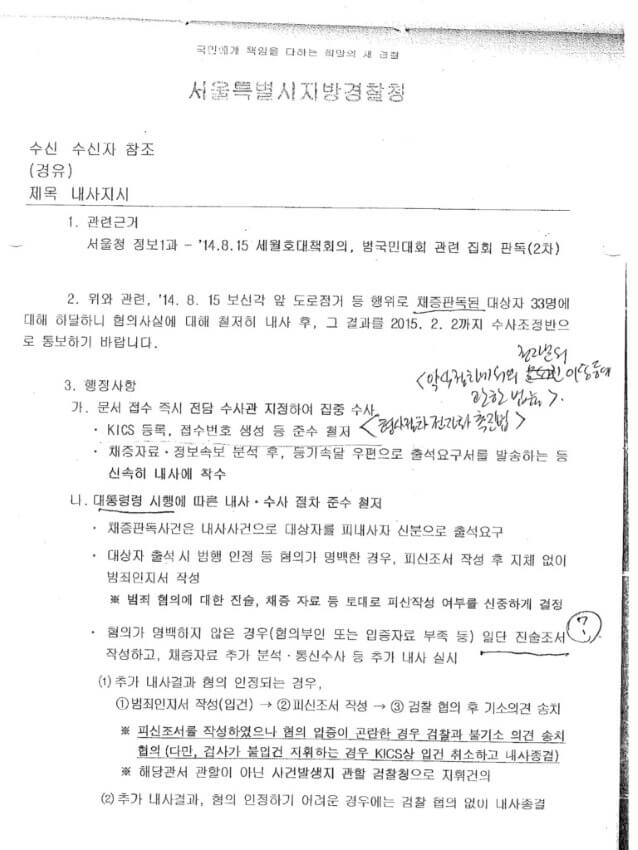 국민에게 책임을 다하는 희망의 새 경찰
서울특별시지방경찰청
수신 수신자 참조
(경유)
제목 내사지시
1. 관련근거
서울청 정보1과 - '14.8.15 세월호대책회의, 범국민대회 관련 집회 판독(2차)
2. 위와 관련, '14. 8. 15 보신각 앞 도로점거 등 행위로 채증판독된 대상자 33명에
대해 하달하니 혐의사실에 대해 철저히 내사 후, 그 결과를 2015. 2. 2까지 수사조정반으
로 통보하기 바랍니다.
3. 행정사항
가. 문서 접수 즉시 전담 수사관 지정하여 집중 수사
· KICS 등록, 접수번호 생성 등 준수 철저 <형사절차전자화 촉진법>
· 채증자료·정보속보 분석 후, 등기속달 우편으로 출석요구서를 발송하는 등
신속히 내사에 착수
나. 대통령령 시행에 따른 내사·수사 절차 준수 철저
· 채증판독사건은 내사사건으로 대상자를 피내사자 신분으로 출석요구
· 대상자 출석시 범행 인정 등 혐의가 명백한 경우, 피신조서 작성 후 지체 없이
범죄인지서 작성
※ 범죄 혐의에 대한 진술, 채증 자료 등 토대로 피신작성 여부를 신중하게 결정
· 혐의가 명백하지 않은 경우(혐의부인 또는 입증자료 부족 등) 일단 진술조서 ?
작성하고, 채증자료 추가 분석·통신수사 등 추가 내사 실시
(1) 추가 내사결과 혐의 인정되는 경우,
① 범죄인지서 작성(입건) → ② 피신조서 작성 → ③ 검찰 협의 후 기소의견 송치
※ 피신조서를 작성하였으나 혐의 입증이 곤란한 경우 검찰과 불기소 의견 송치
협의 (다만, 검사가 불입건 지휘하는 경우 KICS상 입건 취소하고 내사종결)
※ 해당관서 관할이 아닌 사건발생지 관할 검찰청으로 지휘건의
(2) 추가 내사결과, 혐의 인정하기 어려운 경우에는 검찰 협의 없이 내사종결